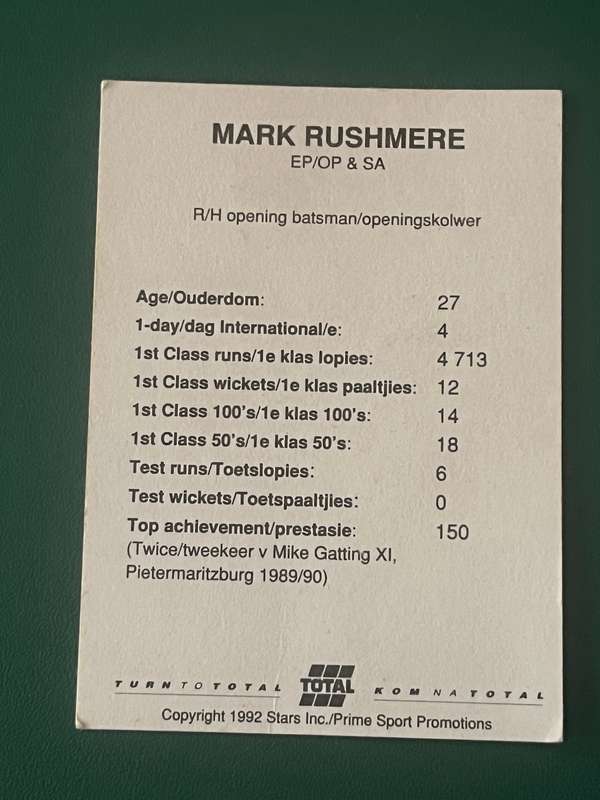 MARK RUSHMERE
EP/OP & SA
R/H opening batsman/openingskolwer
Age/Ouderdom: 27
1-day/dag International/e: 4
1st Class runs/1e klas lopies: 4 713
1st Class wickets/1e klas paaltjies: 12
1st Class 100's/1e klas 100's: 14
1st Class 50's/1e klas 50's: 18
Test runs/Toetslopies: 6
Test wickets/Toetspaaltjies: 0
Top achievement/prestasie: 150
(Twice/tweekeer v Mike Gatting XI,
Pietermaritzburg 1989/90)
TURN TO TOTAL TOTAL KOM NA TOTAL
Copyright 1992 Stars Inc./Prime Sport Promotions